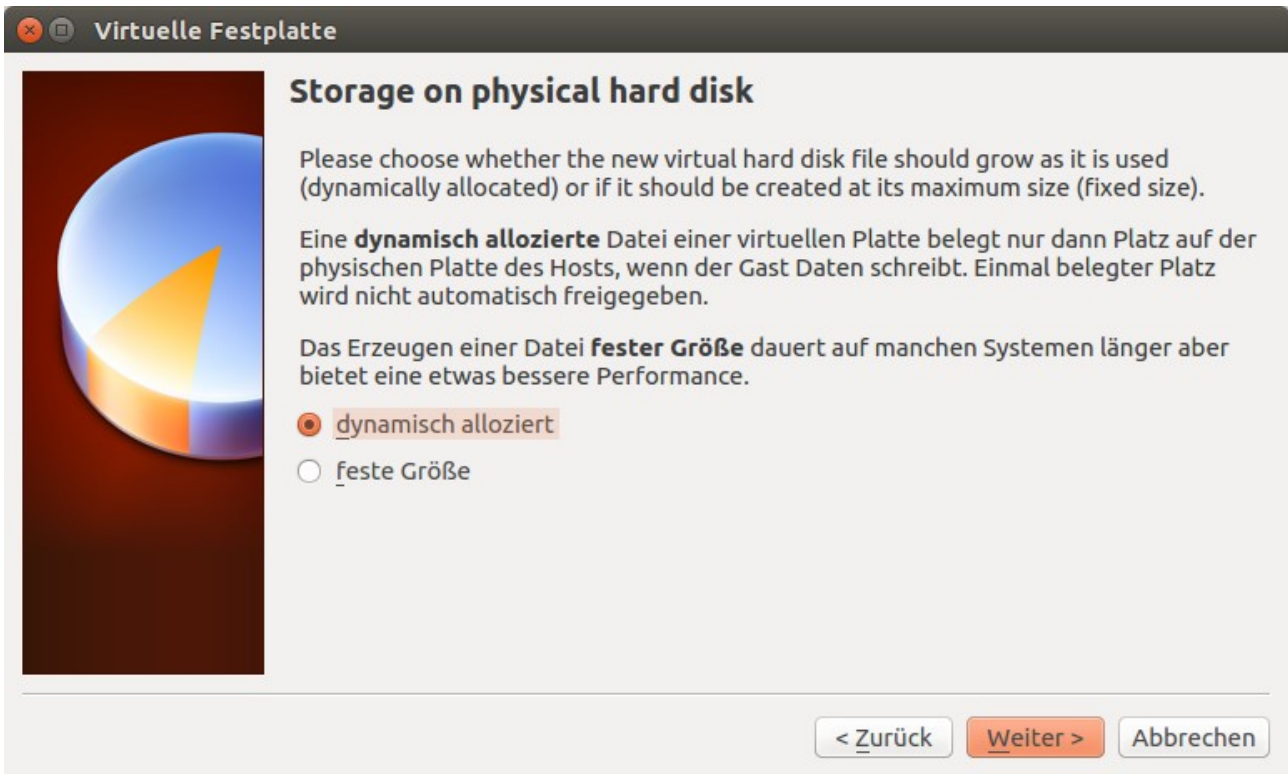 Virtuelle Festplatte
Storage on physical hard disk
Please choose whether the new virtual hard disk file should grow as it is used
(dynamically allocated) or if it should be created at its maximum size (fixed size).
Eine dynamisch allozierte Datei einer virtuellen Platte belegt nur dann Platz auf der
physischen Platte des Hosts, wenn der Gast Daten schreibt. Einmal belegter Platz
wird nicht automatisch freigegeben.
Das Erzeugen einer Datei fester Größe dauert auf manchen Systemen länger aber
bietet eine etwas bessere Performance.
dynamisch alloziert
feste Größe
< Zurück Weiter > Abbrechen